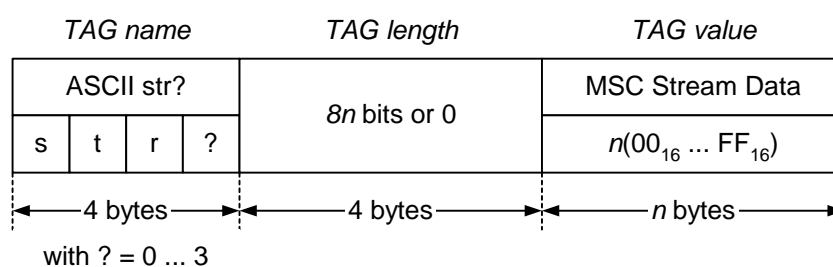 TAG name TAG length TAG value
ASCII str? 8n bits or 0 MSC Stream Data
s t r ? n(00₁₆ ... FF₁₆)
4 bytes 4 bytes n bytes
with ? = 0 ... 3